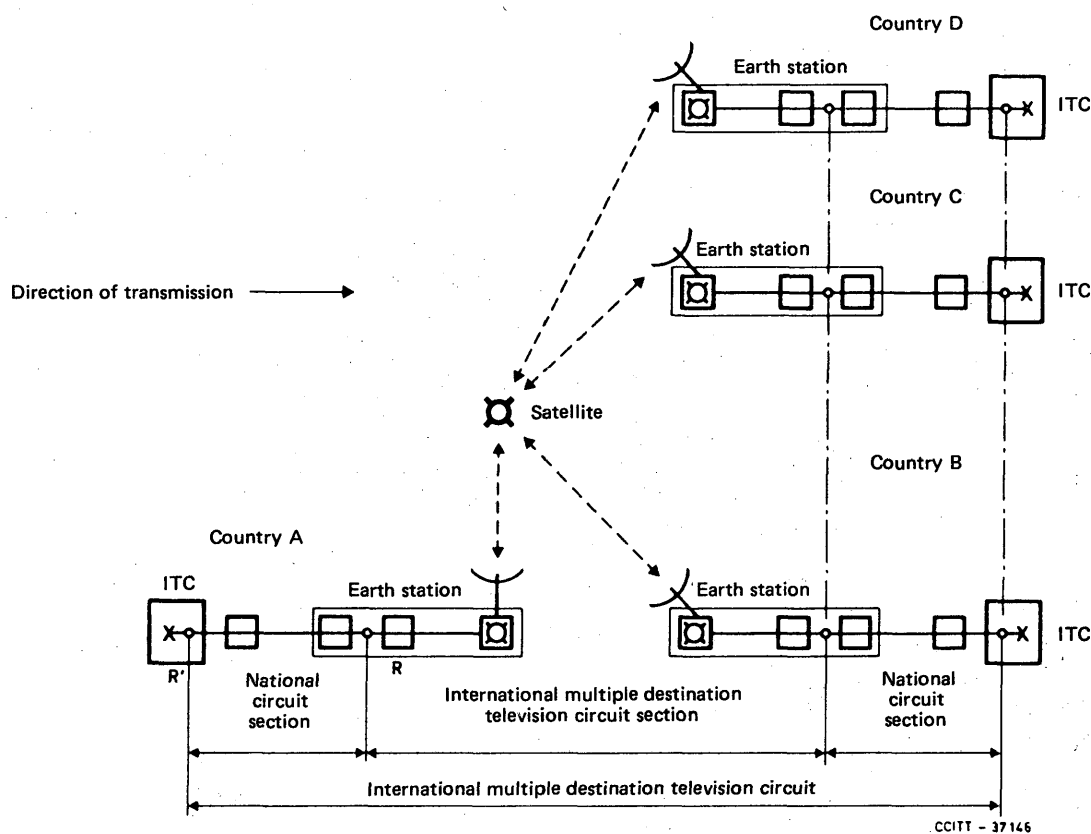 Country D
Earth station
ITC
Country C
Earth station
Direction of transmission
ITC
Satellite
Country B
Country A
ITC
Earth station
Earth station
ITC
R'
R
National
circuit
section
International multiple destination
television circuit section
National
circuit
section
International multiple destination television circuit
CCITT - 37146